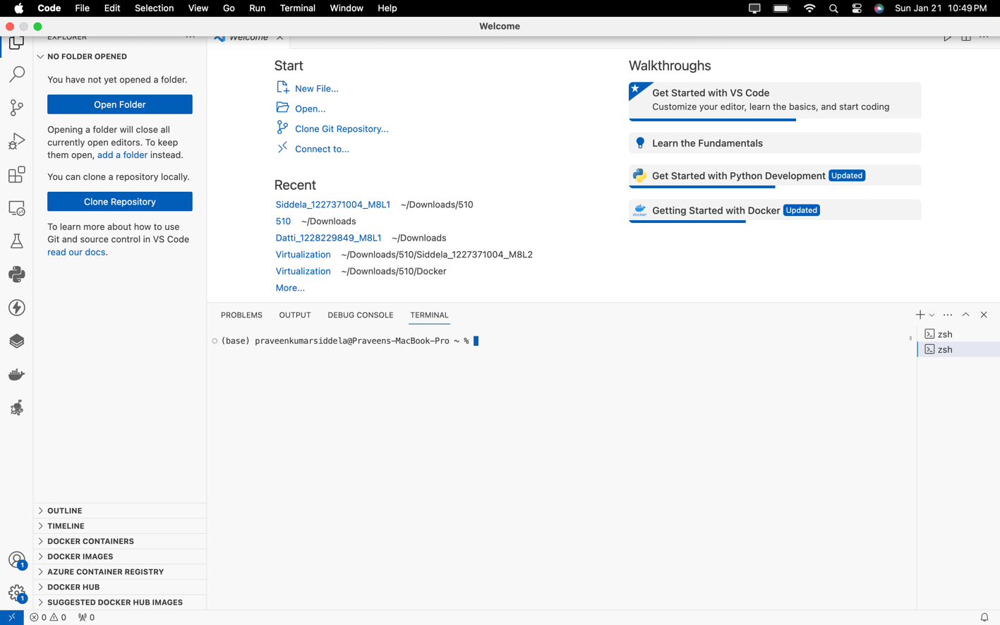 Code File Edit Selection View Go Run Terminal Window Help Sun Jan 21 10:49 PM
Welcome
EXPLORER
Welcome
NO FOLDER OPENED
You have not yet opened a folder.
Open Folder
Opening a folder will close all
currently open editors. To keep
them open, add a folder instead.
You can clone a repository locally.
Clone Repository
To learn more about how to use
Git and source control in VS Code
read our docs.
OUTLINE
TIMELINE
DOCKER CONTAINERS
DOCKER IMAGES
AZURE CONTAINER REGISTRY
DOCKER HUB
SUGGESTED DOCKER HUB IMAGES
1
1
Start
New File...
Open...
Clone Git Repository...
Connect to...
Recent
Siddela_1227371004_M8L1 ~/Downloads/510
510 ~/Downloads
Datti_1228229849_M8L1 ~/Downloads
Virtualization ~/Downloads/510/Siddela_1227371004_M8L2
Virtualization ~/Downloads/510/Docker
More...
Walkthroughs
Get Started with VS Code
Customize your editor, learn the basics, and start coding
Learn the Fundamentals
Get Started with Python Development Updated
docker
Getting Started with Docker Updated
PROBLEMS OUTPUT DEBUG CONSOLE TERMINAL
(base) praveenkumarsiddela@Praveens-MacBook-Pro ~ %
zsh
zsh
0 0 0